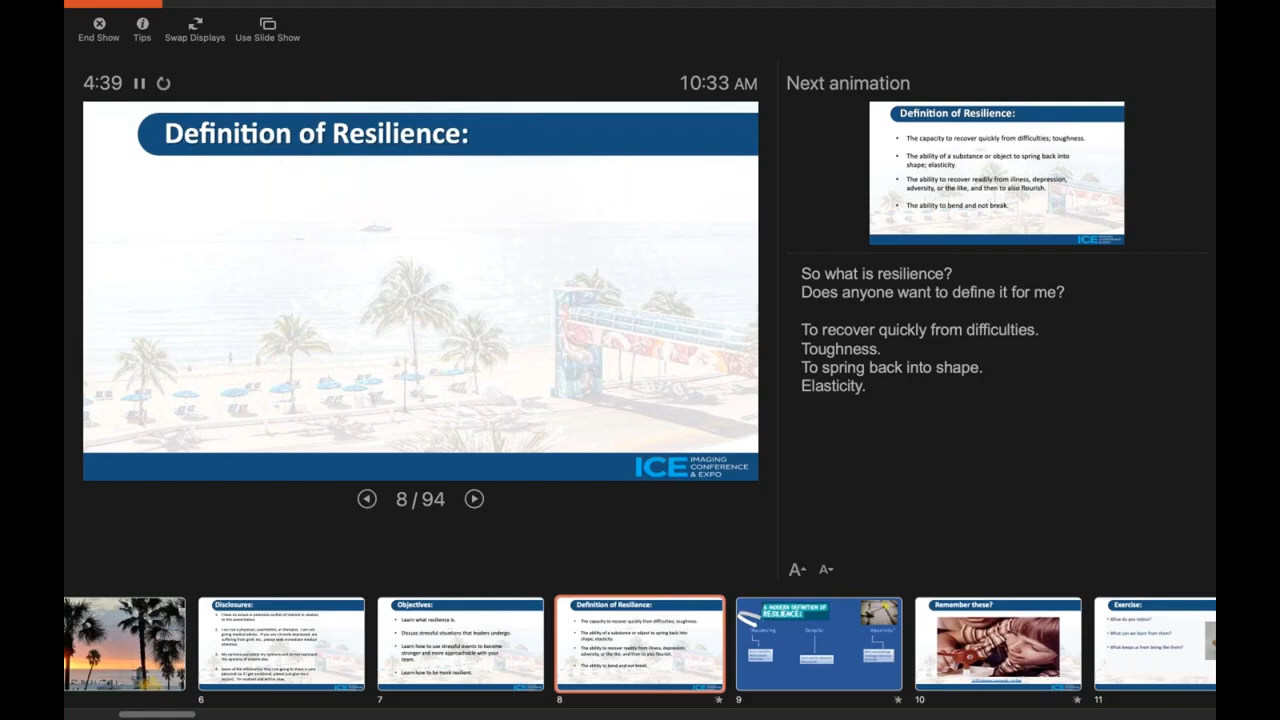 End Show
Tips
Swap Displays
Use Slide Show
4:39
10:33 AM
Definition of Resilience:
ICE IMAGING
CONFERENCE
& EXPO
8 / 94
Next animation
Definition of Resilience:
• The capacity to recover quickly from difficulties; toughness.
• The ability of a substance or object to spring back into
shape; elasticity.
• The ability to recover readily from illness, depression,
adversity, or the like, and then to also flourish.
• The ability to bend and not break.
ICE
So what is resilience?
Does anyone want to define it for me?
To recover quickly from difficulties.
Toughness.
To spring back into shape.
Elasticity.
A
A
Disclosures:
6
Objectives:
• Learn what resilience is.
• Discuss stressful situations that leaders undergo.
• Learn how to use stressful events to become
stronger and more approachable with your
team.
• Learn how to be more resilient.
7
Definition of Resilience:
• The capacity to recover quickly from difficulties, toughness.
• The ability of a substance or object to spring back into
shape; elasticity.
• The ability to recover readily from illness, depression,
adversity, or the like, and then to also flourish.
• The ability to bend and not break.
8
A MODERN DEFINITION OF
RESILIENCE:
Despite
9
Remember these?
10
Exercise:
• What do you notice?
• What can we learn from them?
• What keeps us from being like them?
11